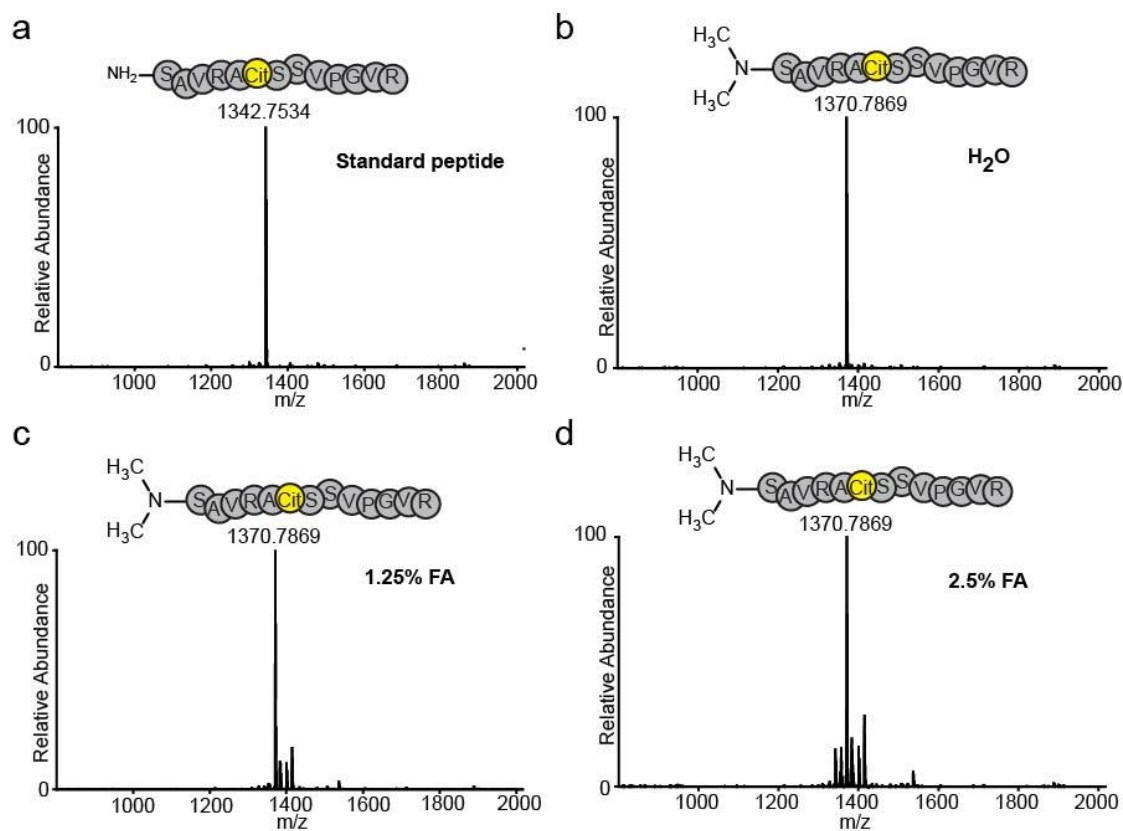 a
NH2 S A V R A Cit S S V P G V R
1342.7534
100
Standard peptide
Relative Abundance
0
1000 1200 1400 1600 1800 2000
m/z
b
H3C
N S A V R A Cit S S V P G V R
H3C
1370.7869
100
H2O
Relative Abundance
0
1000 1200 1400 1600 1800 2000
m/z
c
H3C
N S A V R A Cit S S V P G V R
H3C
1370.7869
100
1.25% FA
Relative Abundance
0
1000 1200 1400 1600 1800 2000
m/z
d
H3C
N S A V R A Cit S S V P G V R
H3C
1370.7869
100
2.5% FA
Relative Abundance
0
1000 1200 1400 1600 1800 2000
m/z